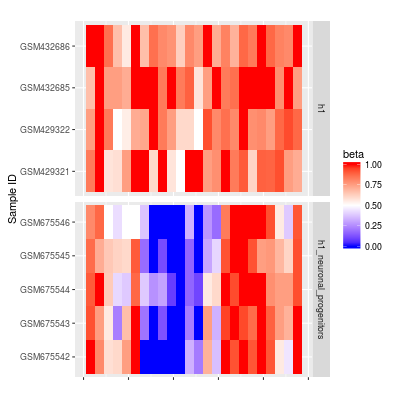 GSM432686
GSM432685
GSM429322
GSM429321
h1
GSM675546
GSM675545
GSM675544
GSM675543
GSM675542
h1_neuronal_progenitors
Sample ID
beta
1.00
0.75
0.50
0.25
0.00